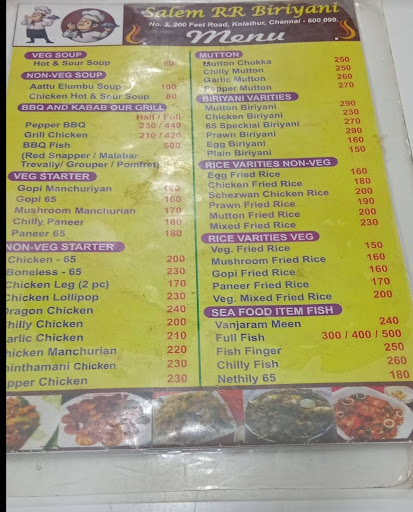 Salem RR Biriyani
No. 2, 200 Feet Road, Kolathur, Chennai - 600 099.
Menu
VEG SOUP
Hot & Sour Soup 80
NON-VEG SOUP
Aattu Elumbu Soup 100
Chicken Hot & Sour Soup 80
BBQ AND KABAB OUR GRILL
Half / Full
Pepper BBQ 230 / 440
Grill Chicken 210 / 420
BBQ Fish 500
(Red Snapper / Malabar
Trevally/ Grouper / Pomfret)
VEG STARTER
Gopi Manchuriyan 160
Gopi 65 160
Mushroom Manchurian 170
Chilly Paneer 180
Paneer 65 180
NON-VEG STARTER
Chicken - 65 200
Boneless - 65 230
Chicken Leg (2 pc) 170
Chicken Lollipop 230
Dragon Chicken 240
Chilly Chicken 200
Garlic Chicken 210
Chicken Manchurian 220
hinthamani Chicken 230
pper Chicken 230
MUTTON
Mutton Chukka 250
Chilly Mutton 250
Garlic Mutton 260
Pepper Mutton 270
BIRIYANI VARITIES
Mutton Biriyani 290
Chicken Biriyani 230
65 Speckial Biriyani 270
Prawn Biriyani 290
Egg Biriyani 160
Plain Biriyani 150
RICE VARITIES NON-VEG
Egg Fried Rice 160
Chicken Fried Rice 180
Schezwan Chicken Rice 200
Prawn Fried Rice 190
Mutton Fried Rice 200
Mixed Fried Rice 230
RICE VARITIES VEG
Veg. Fried Rice 150
Mushroom Fried Rice 160
Gopi Fried Rice 160
Paneer Fried Rice 170
Veg. Mixed Fried Rice 200
SEA FOOD ITEM FISH
Vanjaram Meen 240
Full Fish 300 / 400 / 500
Fish Finger 250
Chilly Fish 260
Nethily 65 180